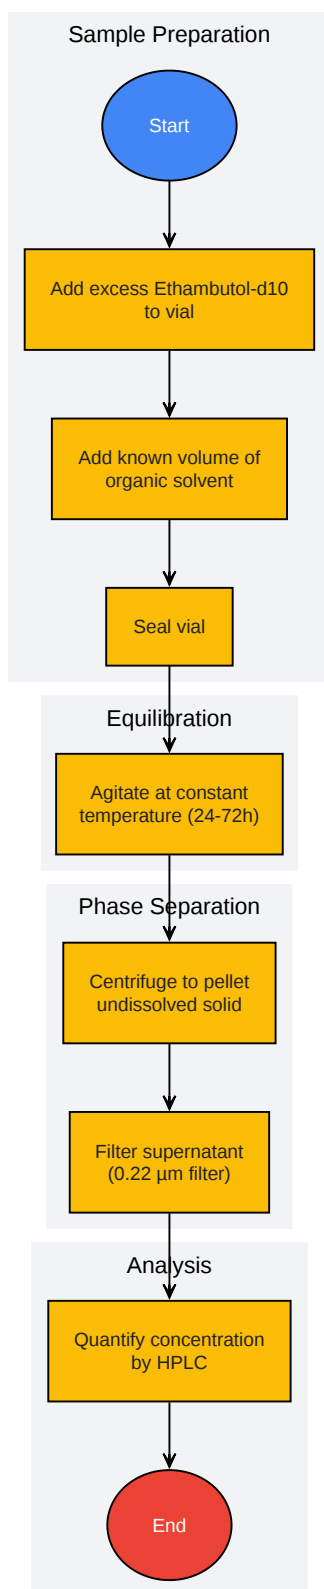 Sample Preparation
Start
Add excess Ethambutol-d10
to vial
Add known volume of
organic solvent
Seal vial
Equilibration
Agitate at constant
temperature (24-72h)
Phase Separation
Centrifuge to pellet
undissolved solid
Filter supernatant
(0.22 µm filter)
Analysis
Quantify concentration
by HPLC
End